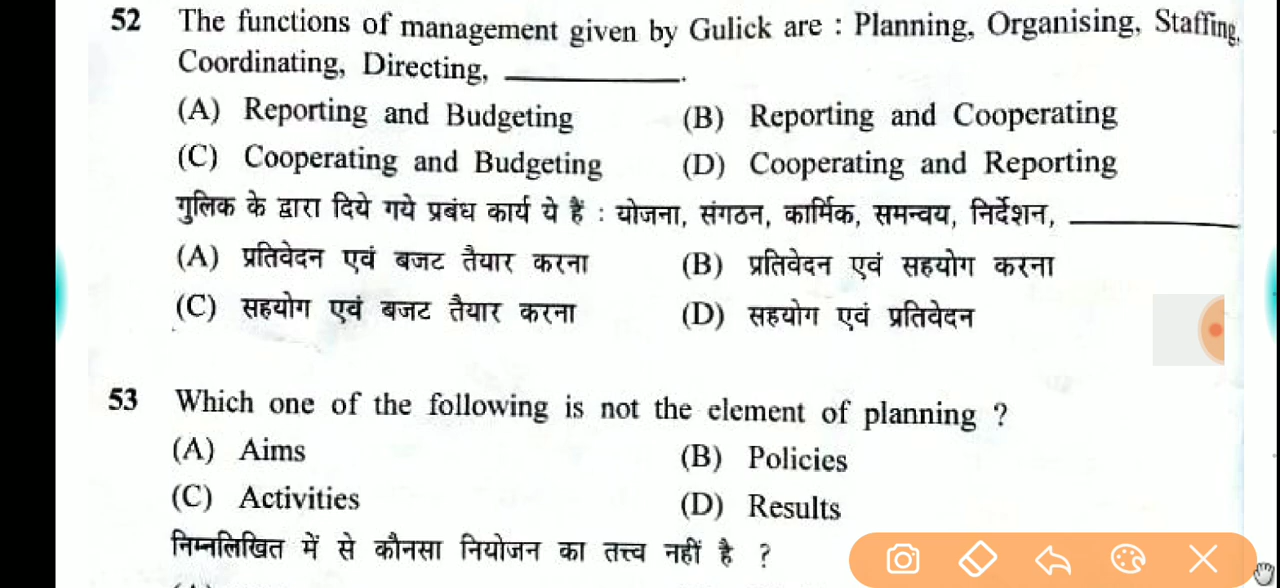 52 The functions of management given by Gulick are : Planning, Organising, Staffing,
Coordinating, Directing, __________.
(A) Reporting and Budgeting (B) Reporting and Cooperating
(C) Cooperating and Budgeting (D) Cooperating and Reporting
गुलिक के द्वारा दिये गये प्रबंध कार्य ये हैं : योजना, संगठन, कार्मिक, समन्वय, निर्देशन, __________
(A) प्रतिवेदन एवं बजट तैयार करना (B) प्रतिवेदन एवं सहयोग करना
(C) सहयोग एवं बजट तैयार करना (D) सहयोग एवं प्रतिवेदन
53 Which one of the following is not the element of planning ?
(A) Aims (B) Policies
(C) Activities (D) Results
निम्नलिखित में से कौनसा नियोजन का तत्त्व नहीं है ?